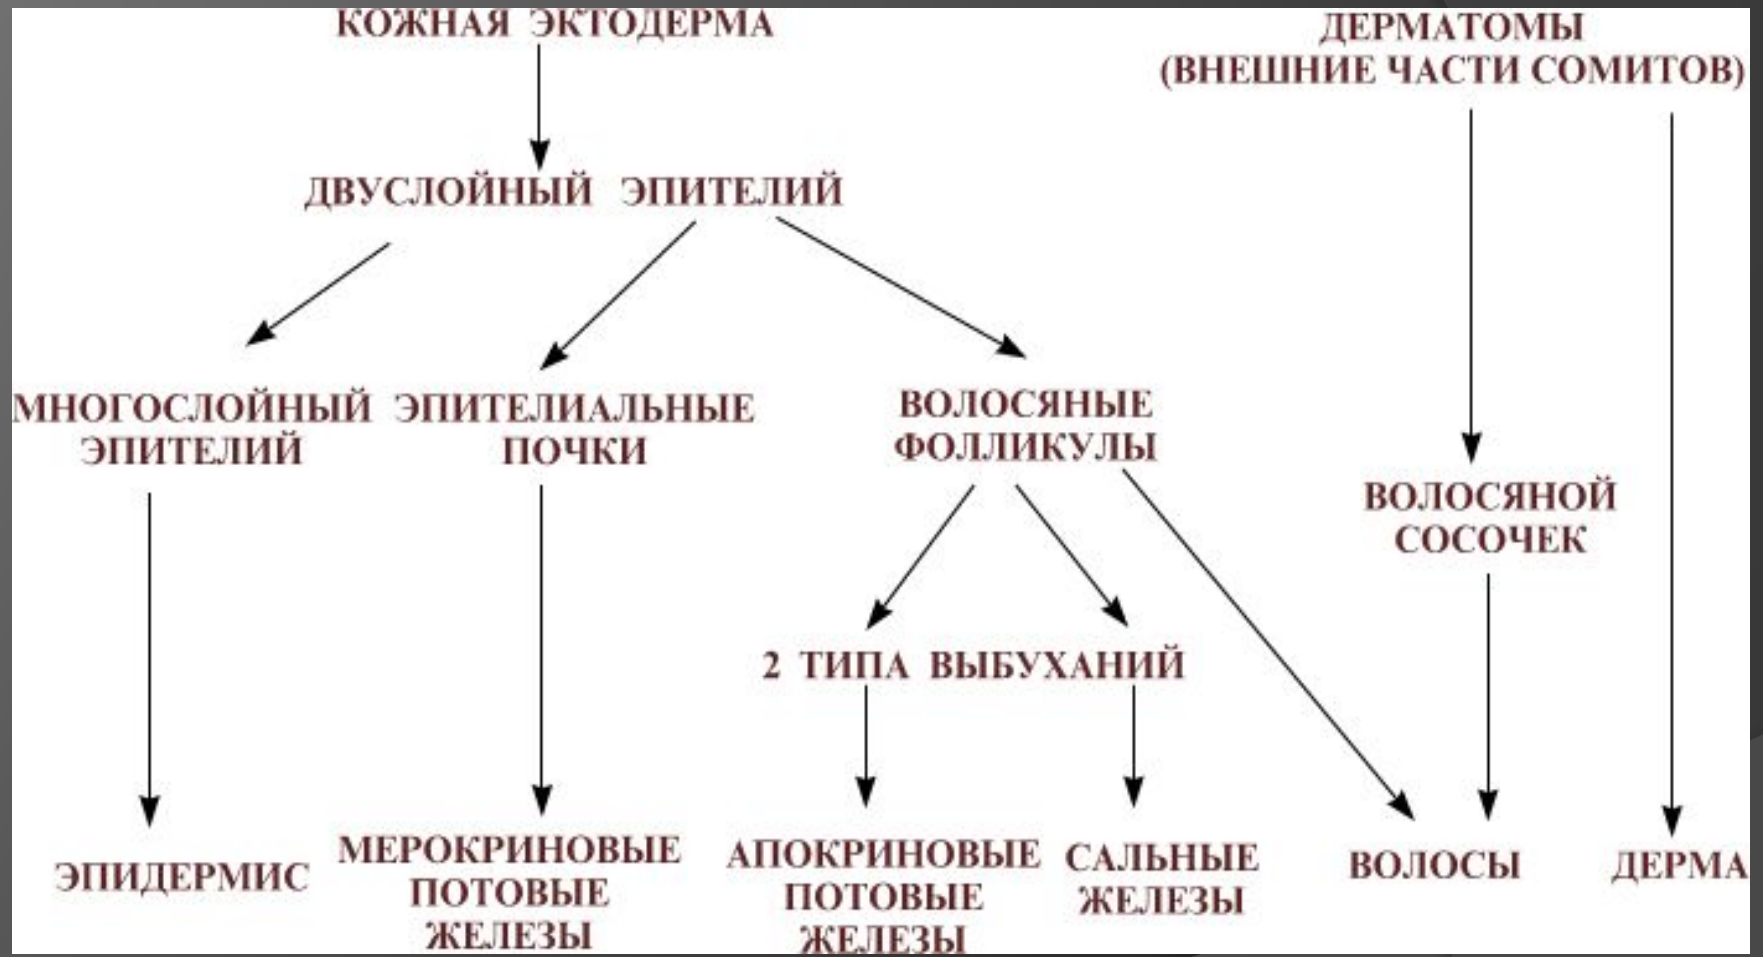 КОЖНАЯ ЭКТОДЕРМА
ДЕРМАТОМЫ
(ВНЕШНИЕ ЧАСТИ СОМИТОВ)
ДВУСЛОЙНЫЙ ЭПИТЕЛИЙ
МНОГОСЛОЙНЫЙ
ЭПИТЕЛИЙ
ЭПИТЕЛИАЛЬНЫЕ
ПОЧКИ
ВОЛОСЯНЫЕ
ФОЛЛИКУЛЫ
ВОЛОСЯНОЙ
СОСОЧЕК
2 ТИПА ВЫБУХАНИЙ
ЭПИДЕРМИС
МЕРОКРИНОВЫЕ
ПОТОВЫЕ
ЖЕЛЕЗЫ
АПОКРИНОВЫЕ
ПОТОВЫЕ
ЖЕЛЕЗЫ
САЛЬНЫЕ
ЖЕЛЕЗЫ
ВОЛОСЫ
ДЕРМА